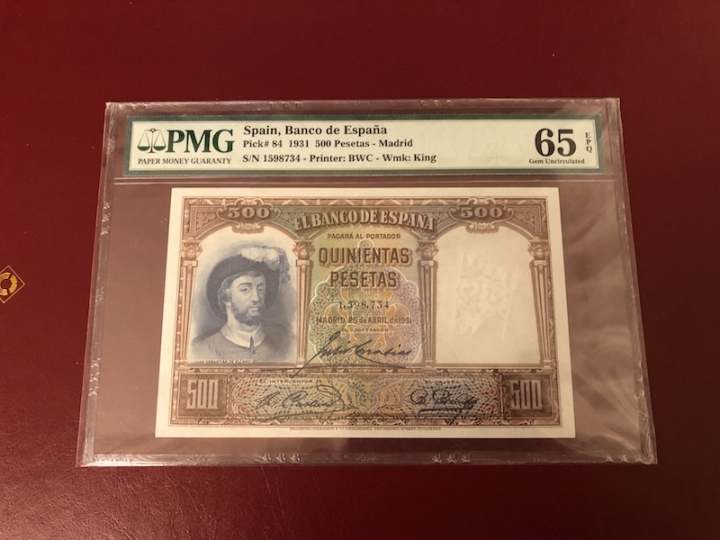 PMG
PAPER MONEY GUARANTY
Spain, Banco de España
Pick# 84 1931 500 Pesetas - Madrid
S/N 1598734 - Printer: BWC - Wmk: King
65 EPQ
Gem Uncirculated
500
EL BANCO DE ESPAÑA
500
PAGARÁ AL PORTADOR
QUINIENTAS
PESETAS
1,598,734
MADRID, 25 de ABRIL de 1931
500
500